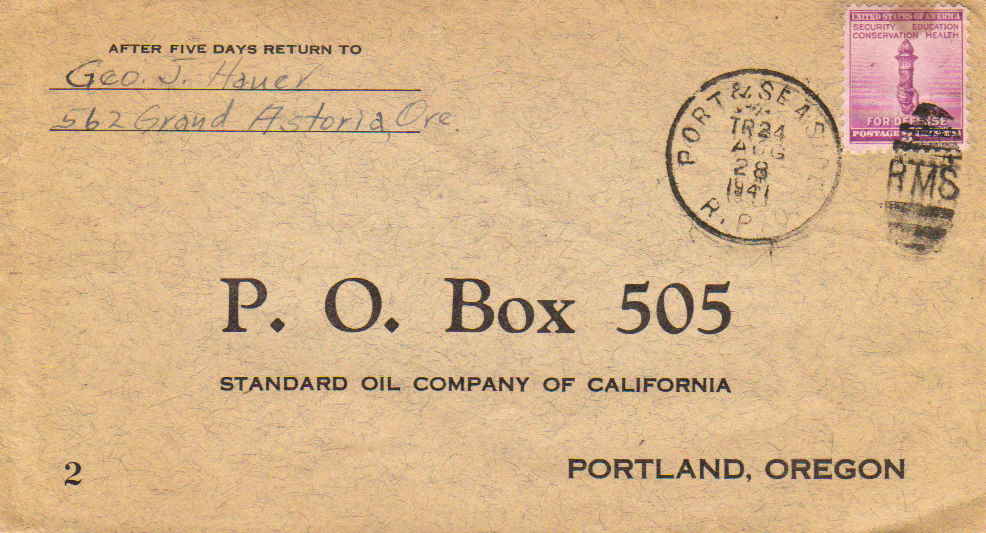 AFTER FIVE DAYS RETURN TO
Geo. J. Hauer
562 Grand Astoria, Ore.
UNITED STATES OF AMERICA
SECURITY EDUCATION
CONSERVATION HEALTH
FOR DEFENSE
POSTAGE
PORT & SEASIDE
TR 24
AUG
28
1941
R.P.O.
RMS
P. O. Box 505
STANDARD OIL COMPANY OF CALIFORNIA
2
PORTLAND, OREGON